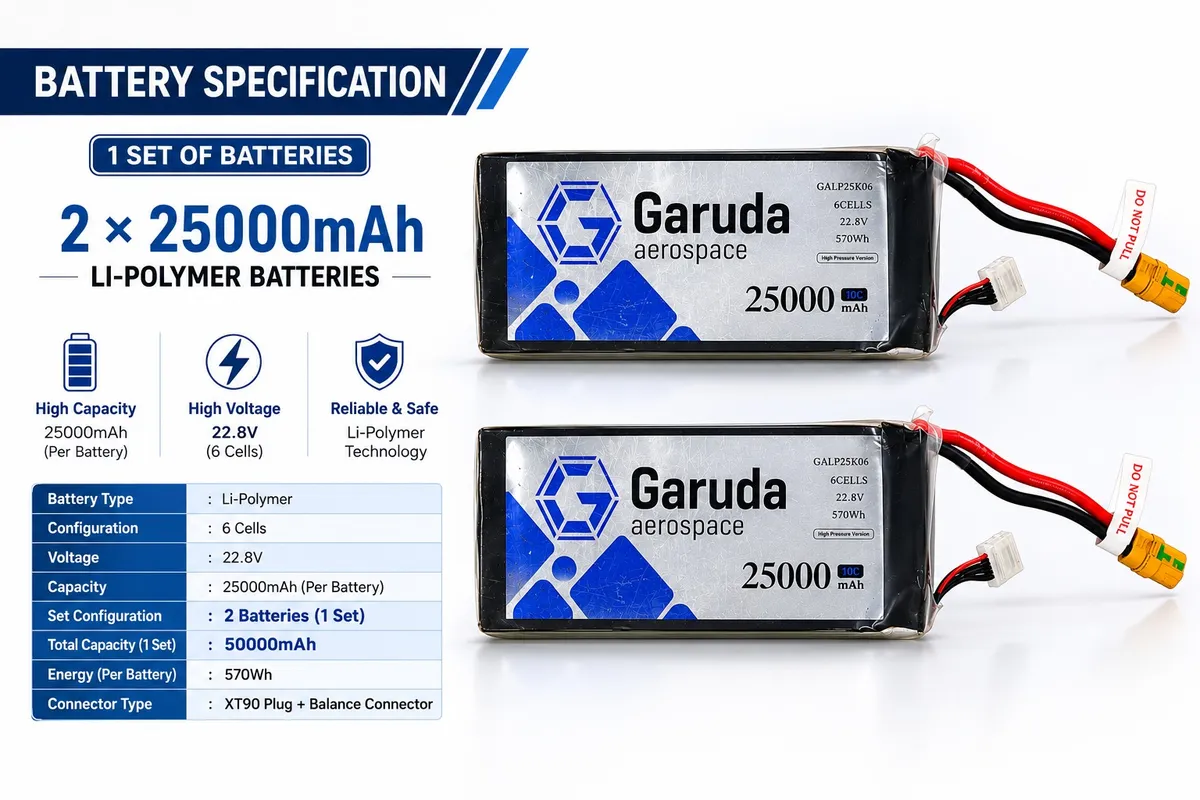 BATTERY SPECIFICATION
1 SET OF BATTERIES
2 × 25000mAh
LI-POLYMER BATTERIES
High Capacity
25000mAh
(Per Battery)
High Voltage
22.8V
(6 Cells)
Reliable & Safe
Li-Polymer
Technology
Battery Type : Li-Polymer
Configuration : 6 Cells
Voltage : 22.8V
Capacity : 25000mAh (Per Battery)
Set Configuration : 2 Batteries (1 Set)
Total Capacity (1 Set) : 50000mAh
Energy (Per Battery) : 570Wh
Connector Type : XT90 Plug + Balance Connector
Garuda
aerospace
GALP25K06
6CELLS
22.8V
570Wh
High Pressure Version
25000 10C mAh
DO NOT PULL
Garuda
aerospace
GALP25K06
6CELLS
22.8V
570Wh
High Pressure Version
25000 10C mAh
DO NOT PULL